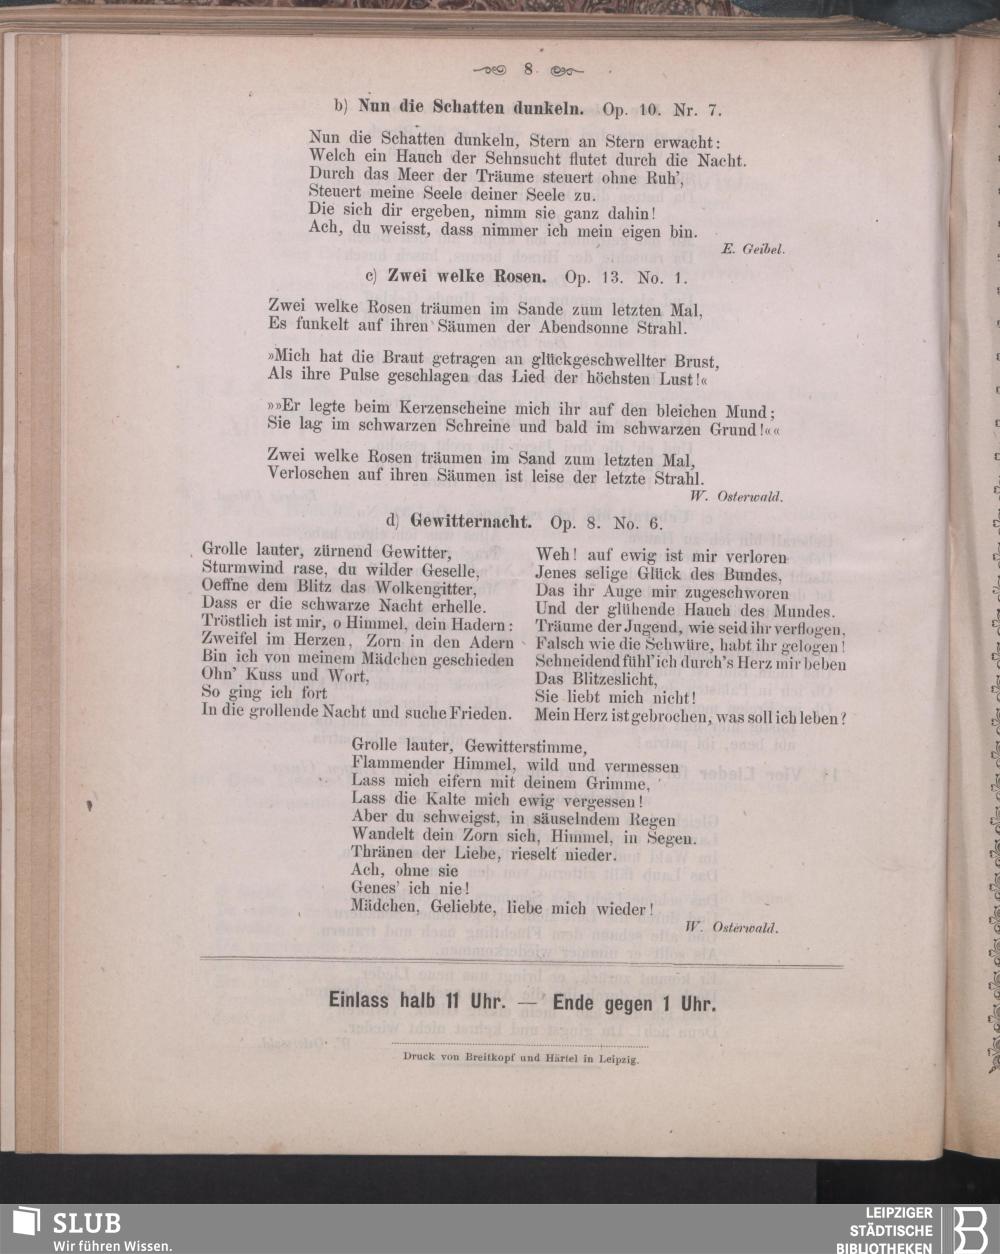 8
b) Nun die Schatten dunkeln. Op. 10. Nr. 7.
Nun die Schatten dunkeln, Stern an Stern erwacht:
Welch ein Hauch der Sehnsucht flutet durch die Nacht.
Durch das Meer der Träume steuert ohne Ruh',
Steuert meine Seele deiner Seele zu.
Die sich dir ergeben, nimm sie ganz dahin!
Ach, du weisst, dass nimmer ich mein eigen bin.
E. Geibel.
c) Zwei welke Rosen. Op. 13. No. 1.
Zwei welke Rosen träumen im Sande zum letzten Mal,
Es funkelt auf ihren Säumen der Abendsonne Strahl.
»Mich hat die Braut getragen an glückgeschwellter Brust,
Als ihre Pulse geschlagen das Lied der höchsten Lust!«
»»Er legte beim Kerzenscheine mich ihr auf den bleichen Mund;
Sie lag im schwarzen Schreine und bald im schwarzen Grund!««
Zwei welke Rosen träumen im Sand zum letzten Mal,
Verloschen auf ihren Säumen ist leise der letzte Strahl.
W. Osterwald.
d) Gewitternacht. Op. 8. No. 6.
Grolle lauter, zürnend Gewitter,
Sturmwind rase, du wilder Geselle,
Oeffne dem Blitz das Wolkengitter,
Dass er die schwarze Nacht erhelle.
Tröstlich ist mir, o Himmel, dein Hadern:
Zweifel im Herzen, Zorn in den Adern
Bin ich von meinem Mädchen geschieden
Ohn' Kuss und Wort,
So ging ich fort
In die grollende Nacht und suche Frieden.
Weh! auf ewig ist mir verloren
Jenes selige Glück des Bundes,
Das ihr Auge mir zugeschworen
Und der glühende Hauch des Mundes.
Träume der Jugend, wie seid ihr verflogen,
Falsch wie die Schwüre, habt ihr gelogen!
Schneidend fühl' ich durch's Herz mir beben
Das Blitzeslicht,
Sie liebt mich nicht!
Mein Herz ist gebrochen, was soll ich leben?
Grolle lauter, Gewitterstimme,
Flammender Himmel, wild und vermessen
Lass mich eifern mit deinem Grimme,
Lass die Kalte mich ewig vergessen!
Aber du schweigst, in säuselndem Regen
Wandelt dein Zorn sich, Himmel, in Segen.
Thränen der Liebe, rieselt nieder.
Ach, ohne sie
Genes' ich nie!
Mädchen, Geliebte, liebe mich wieder!
W. Osterwald.
Einlass halb 11 Uhr. — Ende gegen 1 Uhr.
Druck von Breitkopf und Härtel in Leipzig.
SLUB
Wir führen Wissen.
LEIPZIGER
STÄDTISCHE
BIBLIOTHEKEN